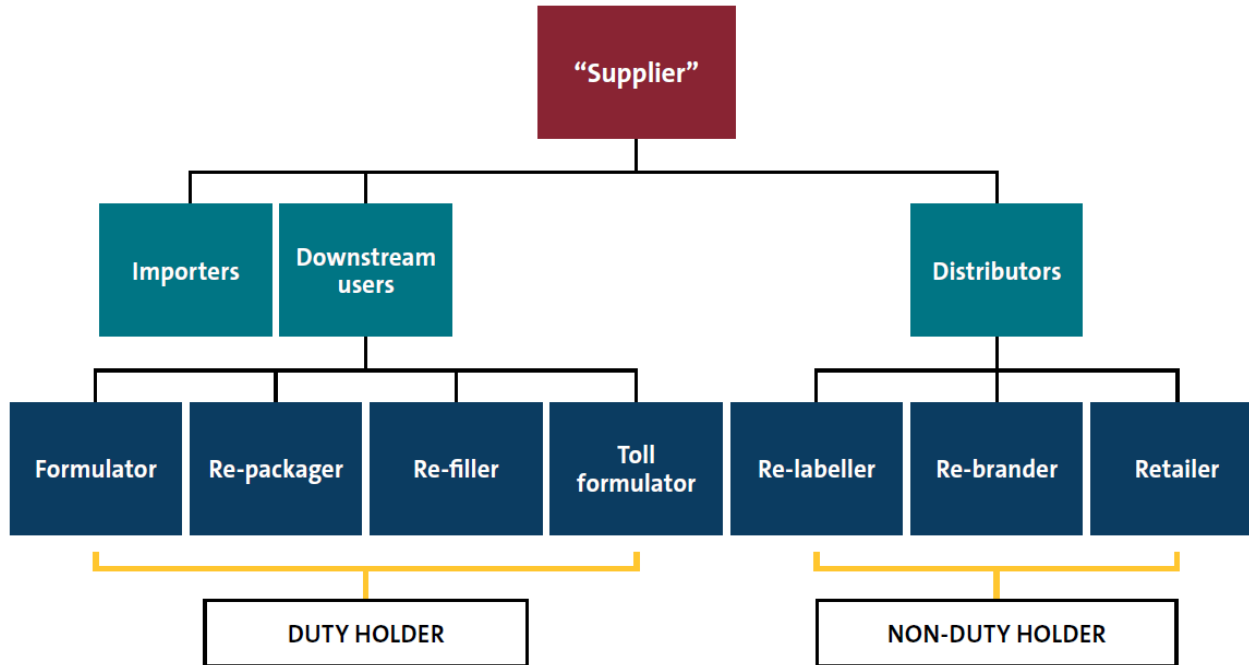 “Supplier”
Importers
Downstream
users
Distributors
Formulator
Re-packager
Re-filler
Toll
formulator
Re-labeller
Re-brander
Retailer
DUTY HOLDER
NON-DUTY HOLDER